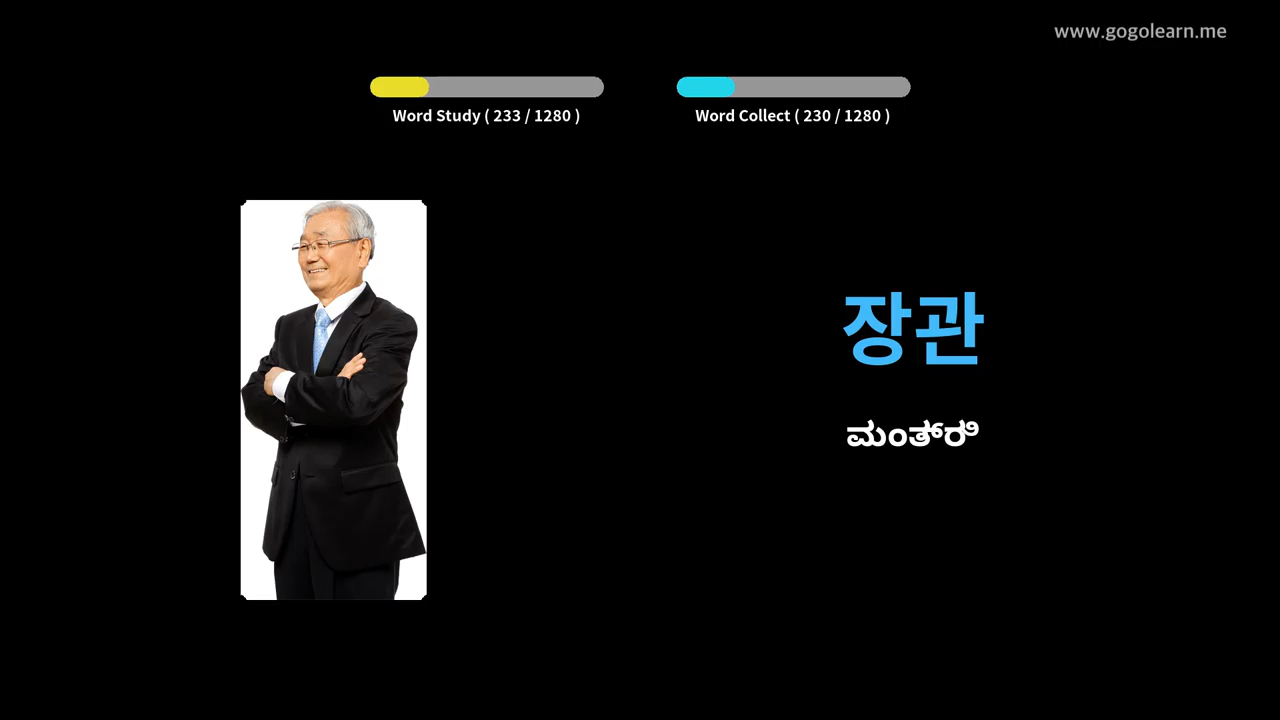 www.gogolearn.me
Word Study ( 233 / 1280 )
Word Collect ( 230 / 1280 )
장관
ಮಂತ್ರಿ